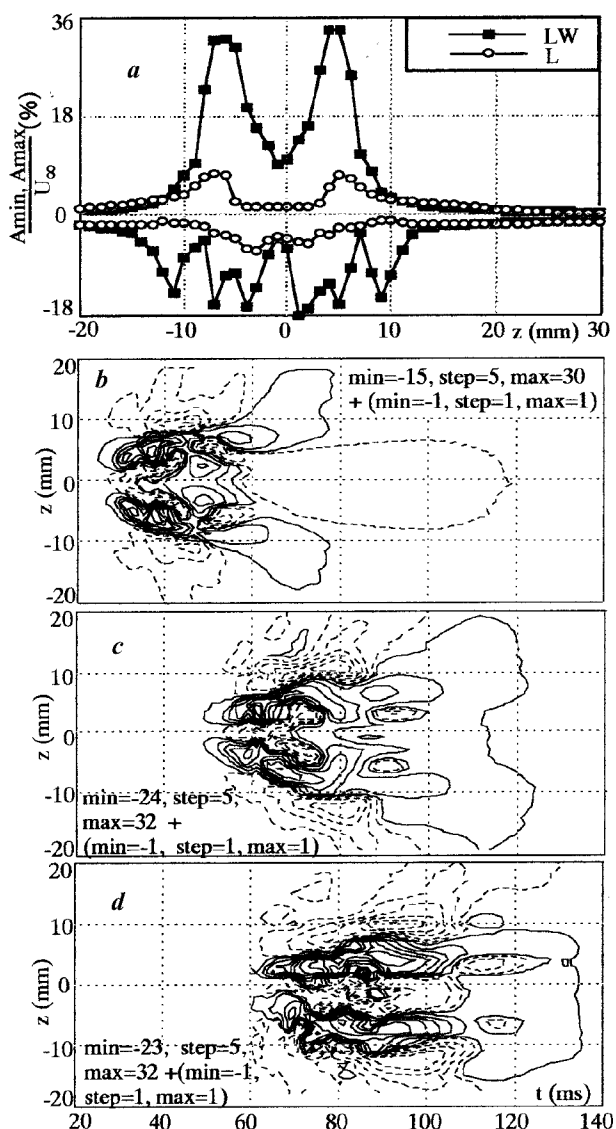 36
a
LW
L
18
Amin, Amax
U∞
(%)
0
-18
-20
-10
0
10
20
z (mm)
30
20
b
min=-15, step=5, max=30
+ (min=-1, step=1, max=1)
10
0
-10
-20
z (mm)
20
c
10
0
-10
-20
z (mm)
min=-24, step=5
max=32 +
(min=-1, step=1, max=1)
20
d
10
0
-10
-20
z (mm)
min=-23, step=5,
max=32 +(min=-1,
step=1, max=1)
t (ms)
20
40
60
80
100
120
140